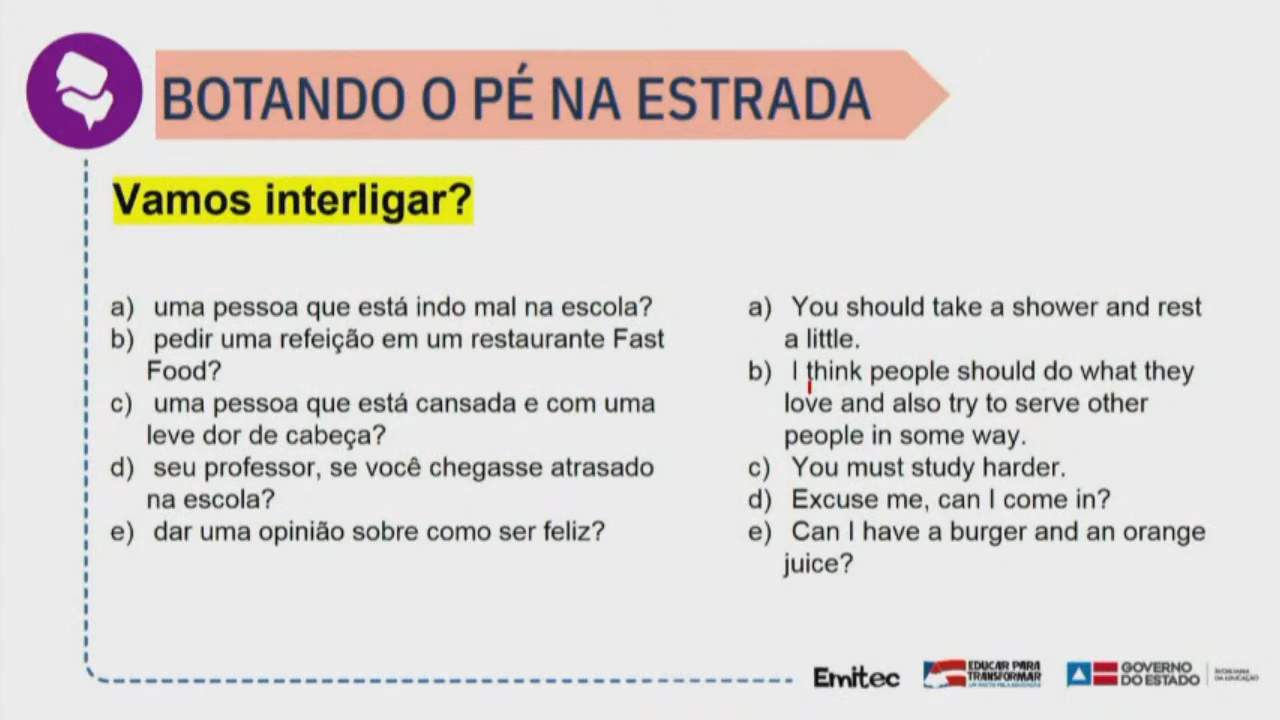 BOTANDO O PÉ NA ESTRADA
Vamos interligar?
a) uma pessoa que está indo mal na escola?
b) pedir uma refeição em um restaurante Fast
Food?
c) uma pessoa que está cansada e com uma
leve dor de cabeça?
d) seu professor, se você chegasse atrasado
na escola?
e) dar uma opinião sobre como ser feliz?
a) You should take a shower and rest
a little.
b) I think people should do what they
love and also try to serve other
people in some way.
c) You must study harder.
d) Excuse me, can I come in?
e) Can I have a burger and an orange
juice?
Emitec
EDUCAR PARA
TRANSFORMAR
GOVERNO
DO ESTADO
SECRETARIA
DA EDUCAÇÃO